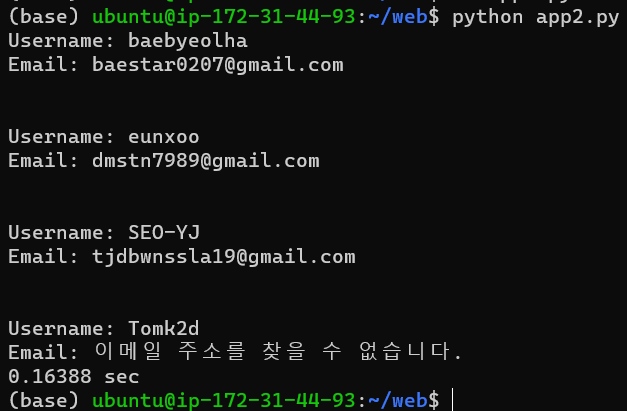 (base) ubuntu@ip-172-31-44-93:~/web$ python app2.py
Username: baebyeolha
Email: baestar0207@gmail.com
Username: eunxoo
Email: dmstn7989@gmail.com
Username: SEO-YJ
Email: tjdbwnssla19@gmail.com
Username: Tomk2d
Email: 이메일 주소를 찾을 수 없습니다.
0.16388 sec
(base) ubuntu@ip-172-31-44-93:~/web$